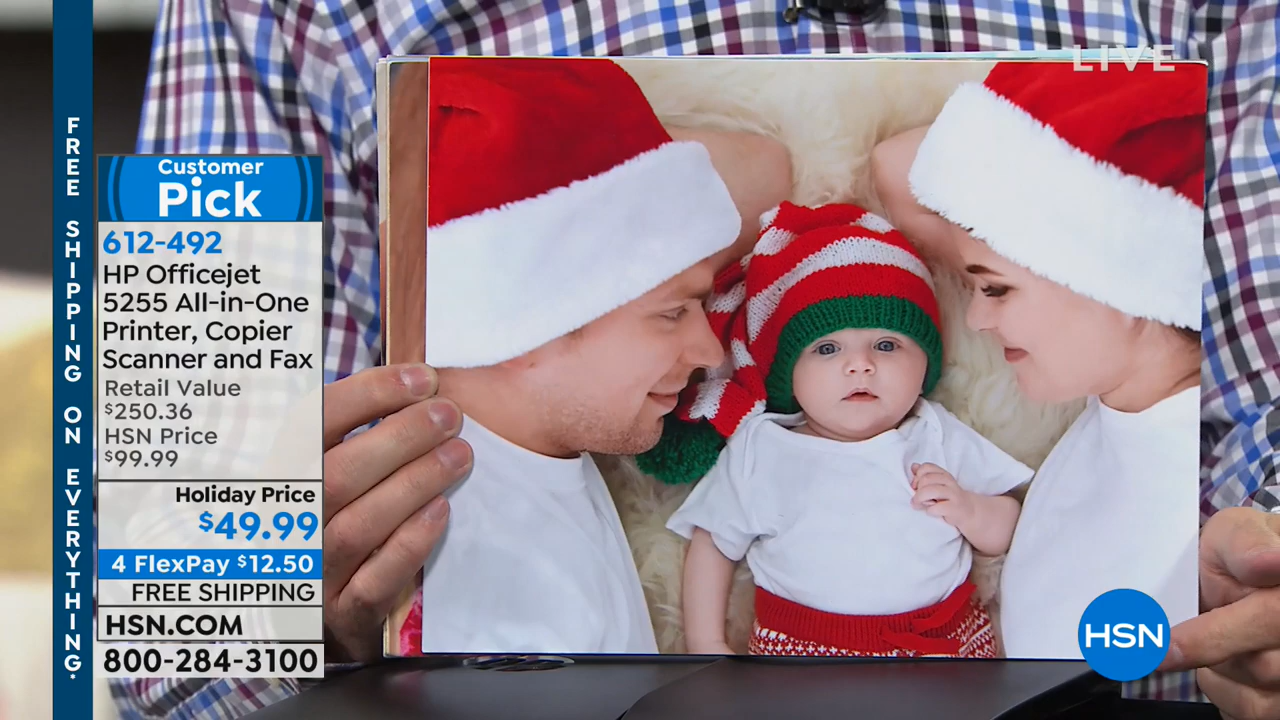 LIVE
FREE SHIPPING ON EVERYTHING.*
Customer
Pick
612-492
HP Officejet
5255 All-in-One
Printer, Copier
Scanner and Fax
Retail Value
$250.36
HSN Price
$99.99
Holiday Price
$49.99
4 FlexPay $12.50
FREE SHIPPING
HSN.COM
800-284-3100
HSN